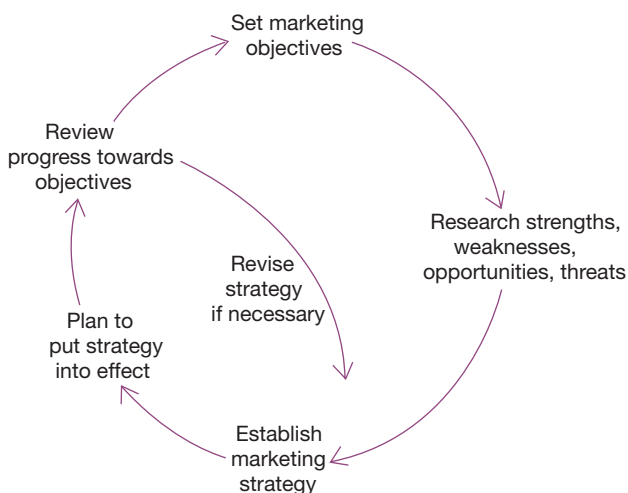 Set marketing
objectives
Research strengths,
weaknesses,
opportunities, threats
Establish
marketing
strategy
Plan to
put strategy
into effect
Review
progress towards
objectives
Revise
strategy
if necessary